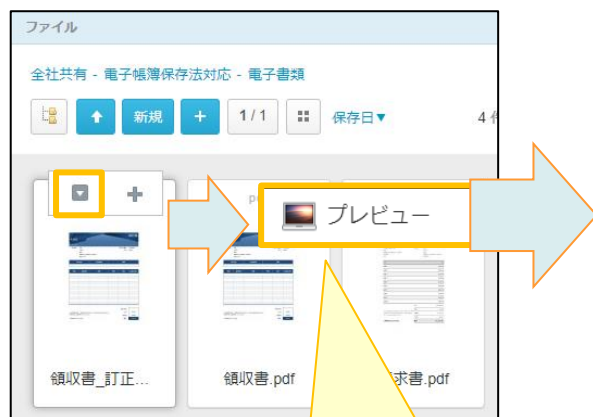 ファイル
全社共有 - 電子帳簿保存法対応 - 電子書類
新規
1 / 1
保存日▼
4 件
プレビュー
領収書_訂正...
領収書.pdf
求書.pdf